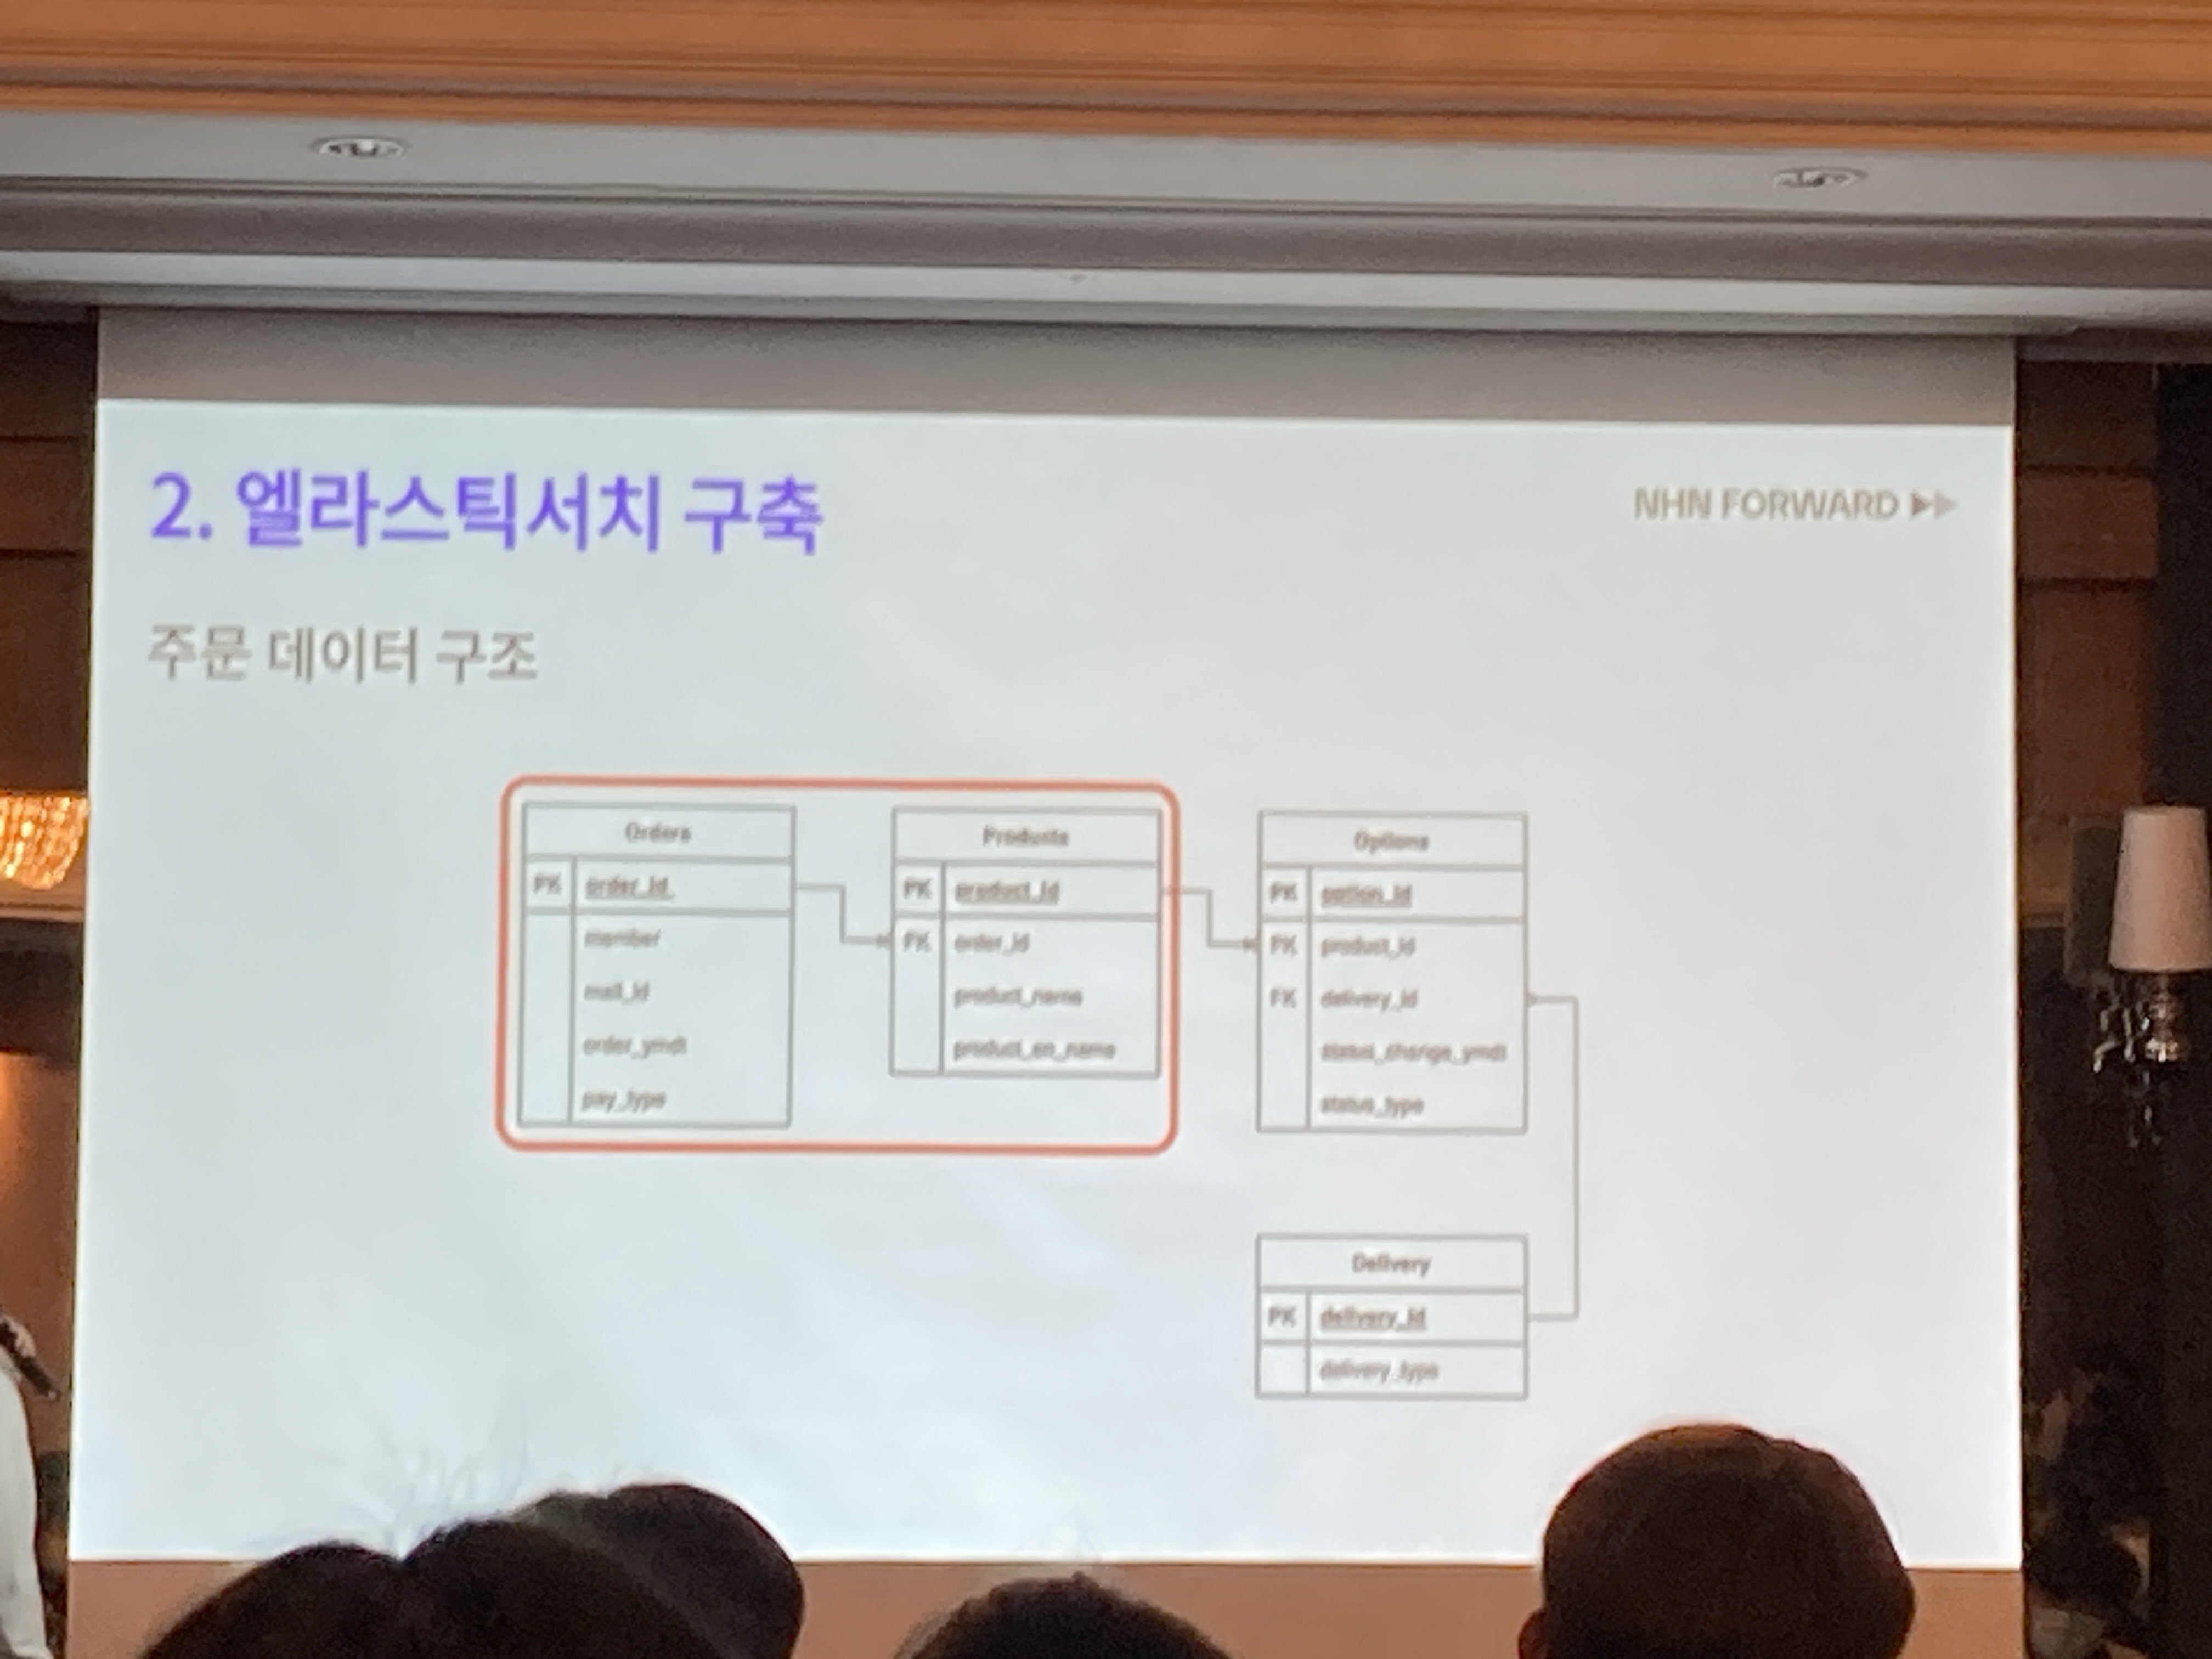 2. 엘라스틱서치 구축
NHN FORWARD
주문 데이터 구조
Orders
PK order_id
member
mall_id
order_ymdt
pay_type
Products
PK product_id
FK order_id
product_name
product_en_name
Options
PK option_id
FK product_id
FK delivery_id
status_change_ymdt
status_type
Delivery
PK delivery_id
delivery_type